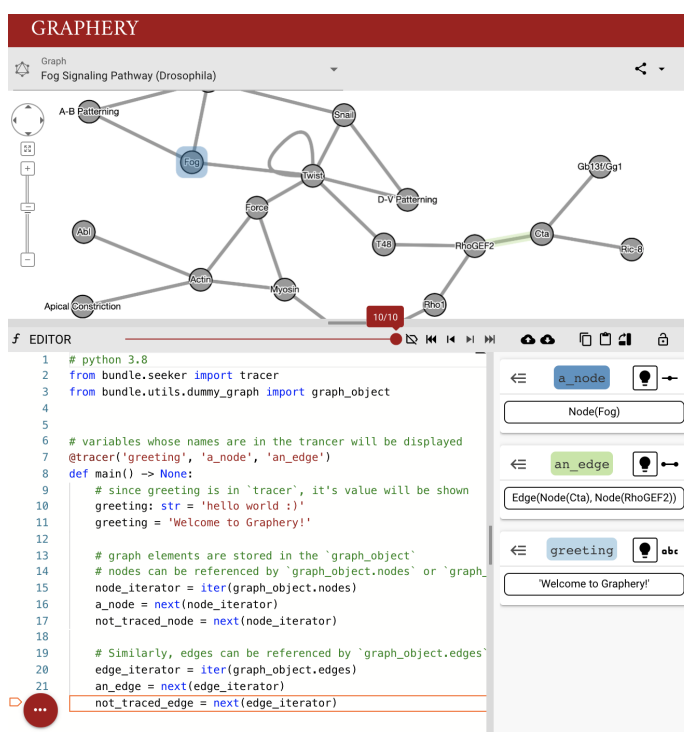 GRAPHERY
Graph
Fog Signaling Pathway (Drosophila)
A-B Patterning
Snail
Fog
Twist
Gb13f/Gg1
D-V Patterning
Force
Cta
Abl
T48
RhoGEF2
Ric-8
Actin
Myosin
Apical Constriction
Rho1
10/10
f EDITOR
1 # python 3.8
2 from bundle.seeker import tracer
3 from bundle.utils.dummy_graph import graph_object
4
5
6 # variables whose names are in the trancer will be displayed
7 @tracer('greeting', 'a_node', 'an_edge')
8 def main() -> None:
9 # since greeting is in `tracer`, it's value will be shown
10 greeting: str = 'hello world :)'
11 greeting = 'Welcome to Graphery!'
12
13 # graph elements are stored in the `graph_object`
14 # nodes can be referenced by `graph_object.nodes` or `graph_
15 node_iterator = iter(graph_object.nodes)
16 a_node = next(node_iterator)
17 not_traced_node = next(node_iterator)
18
19 # Similarly, edges can be referenced by `graph_object.edges`
20 edge_iterator = iter(graph_object.edges)
21 an_edge = next(edge_iterator)
not_traced_edge = next(edge_iterator)
a_node
Node(Fog)
an_edge
Edge(Node(Cta), Node(RhoGEF2))
greeting
abc
'Welcome to Graphery!'